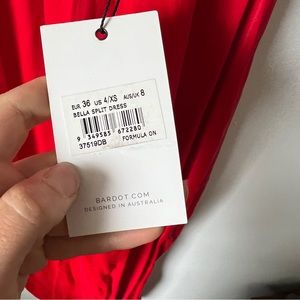 EUR 36 US 4/XS AUS/UK 8
BELLA SPLIT DRESS
9 349585 672280
37519DB FORMULA ON
BARDOT.COM
DESIGNED IN AUSTRALIA